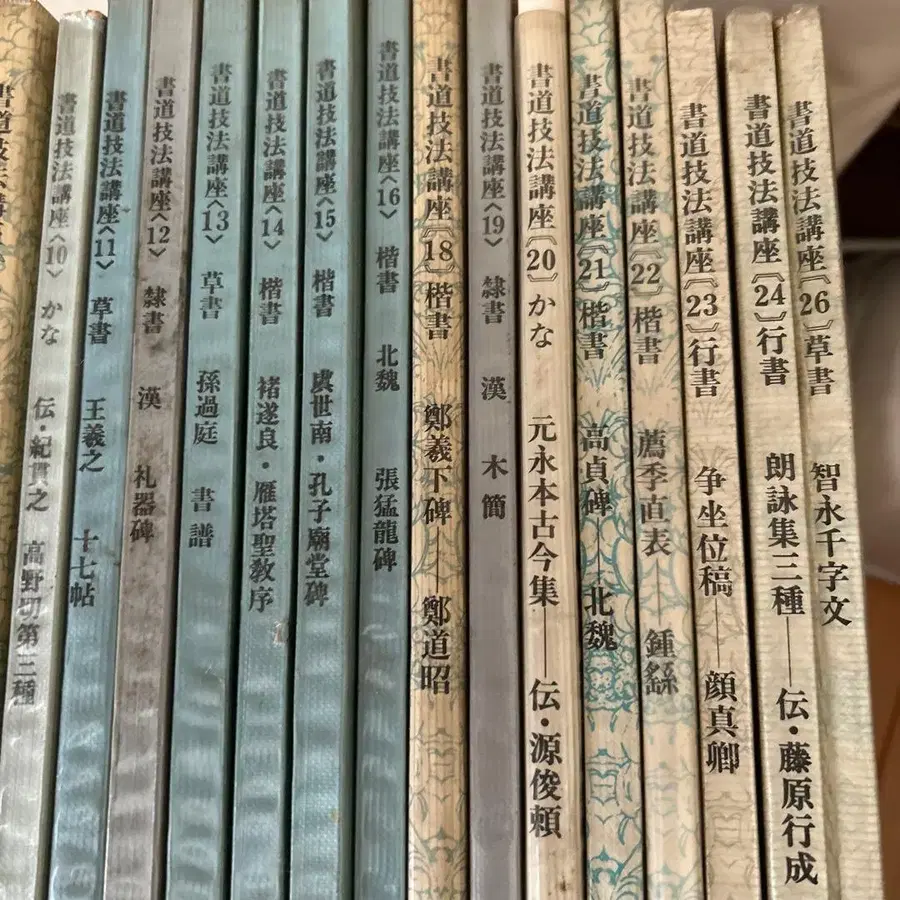 書道技法講座
書道技法講座〈10〉 かな 伝・紀貫之 高野切第三種
書道技法講座〈11〉 草書 王羲之 十七帖
書道技法講座〈12〉 隷書 漢 礼器碑
書道技法講座〈13〉 草書 孫過庭 書譜
書道技法講座〈14〉 楷書 褚遂良・雁塔聖教序
書道技法講座〈15〉 楷書 虞世南・孔子廟堂碑
書道技法講座〈16〉 楷書 北魏 張猛龍碑
書道技法講座〔18〕楷書 鄭羲下碑――鄭道昭
書道技法講座〈19〉 隷書 漢 木簡
書道技法講座〔20〕かな 元永本古今集――伝・源俊頼
書道技法講座〔21〕楷書 高貞碑――北魏
書道技法講座〔22〕楷書 薦季直表――鍾繇
書道技法講座〔23〕行書 争坐位稿――顔真卿
書道技法講座〔24〕行書 朗詠集三種――伝・藤原行成
書道技法講座〔26〕草書 智永千字文